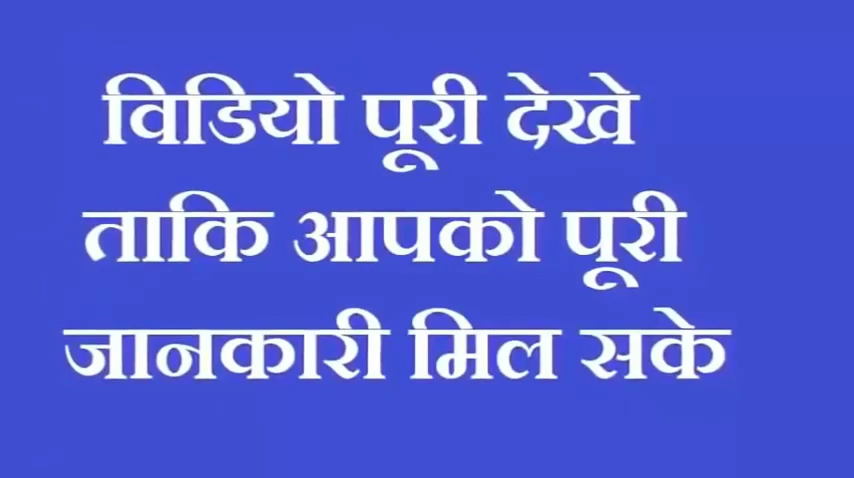 विडियो पूरी देखे
ताकि आपको पूरी
जानकारी मिल सके